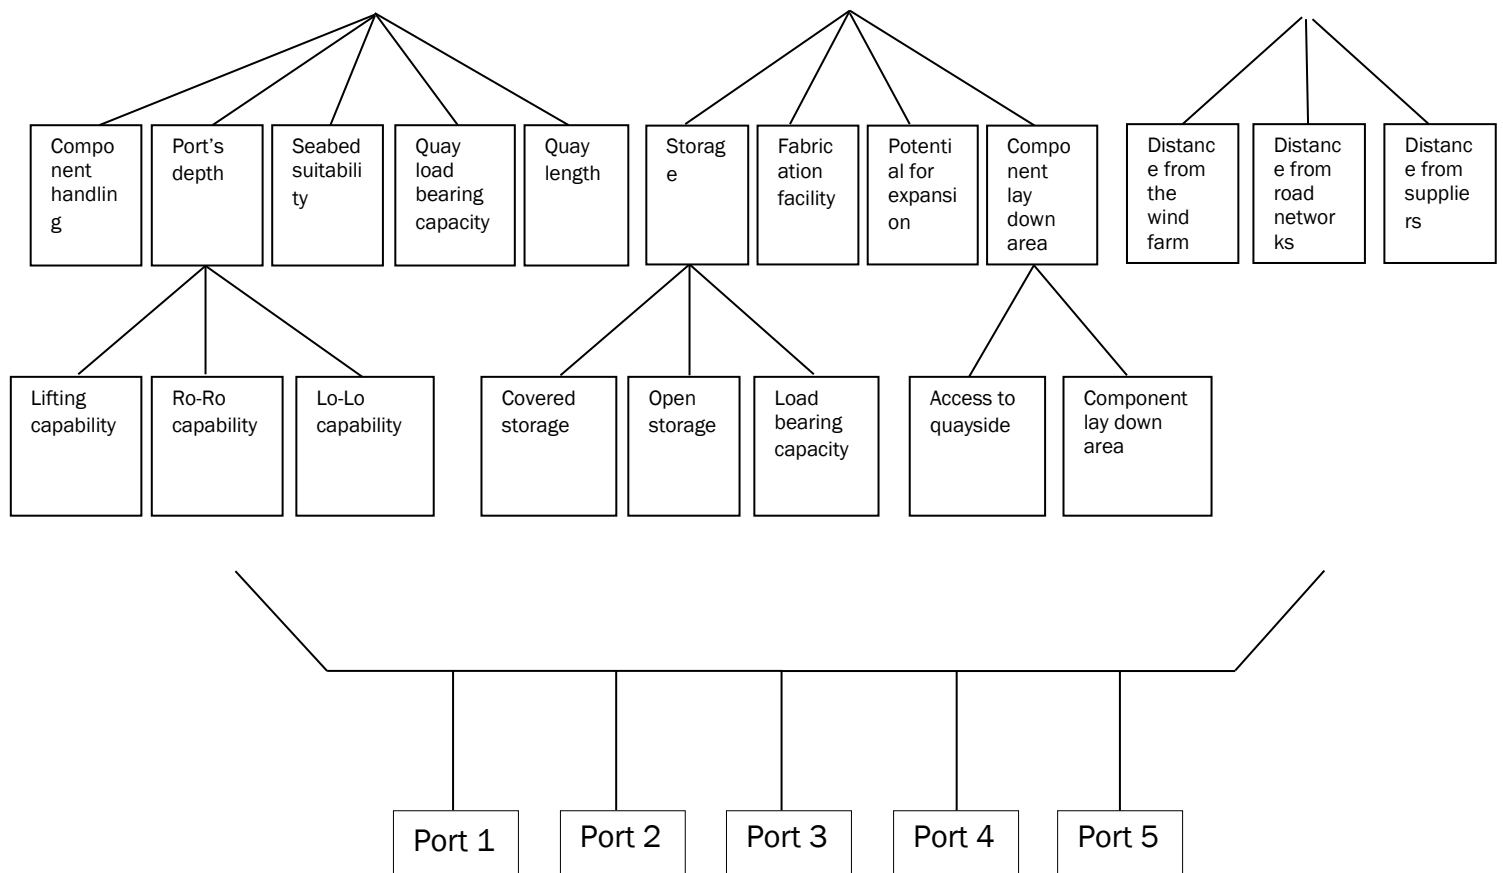 Compo
nent
handlin
g
Port’s
depth
Seabed
suitabili
ty
Quay
load
bearing
capacity
Quay
length
Storag
e
Fabric
ation
facility
Potenti
al for
expansi
on
Compo
nent
lay
down
area
Distanc
e from
the
wind
farm
Distanc
e from
road
networ
ks
Distanc
e from
supplie
rs
Lifting
capability
Ro-Ro
capability
Lo-Lo
capability
Covered
storage
Open
storage
Load
bearing
capacity
Access to
quayside
Component
lay down
area
Port 1
Port 2
Port 3
Port 4
Port 5